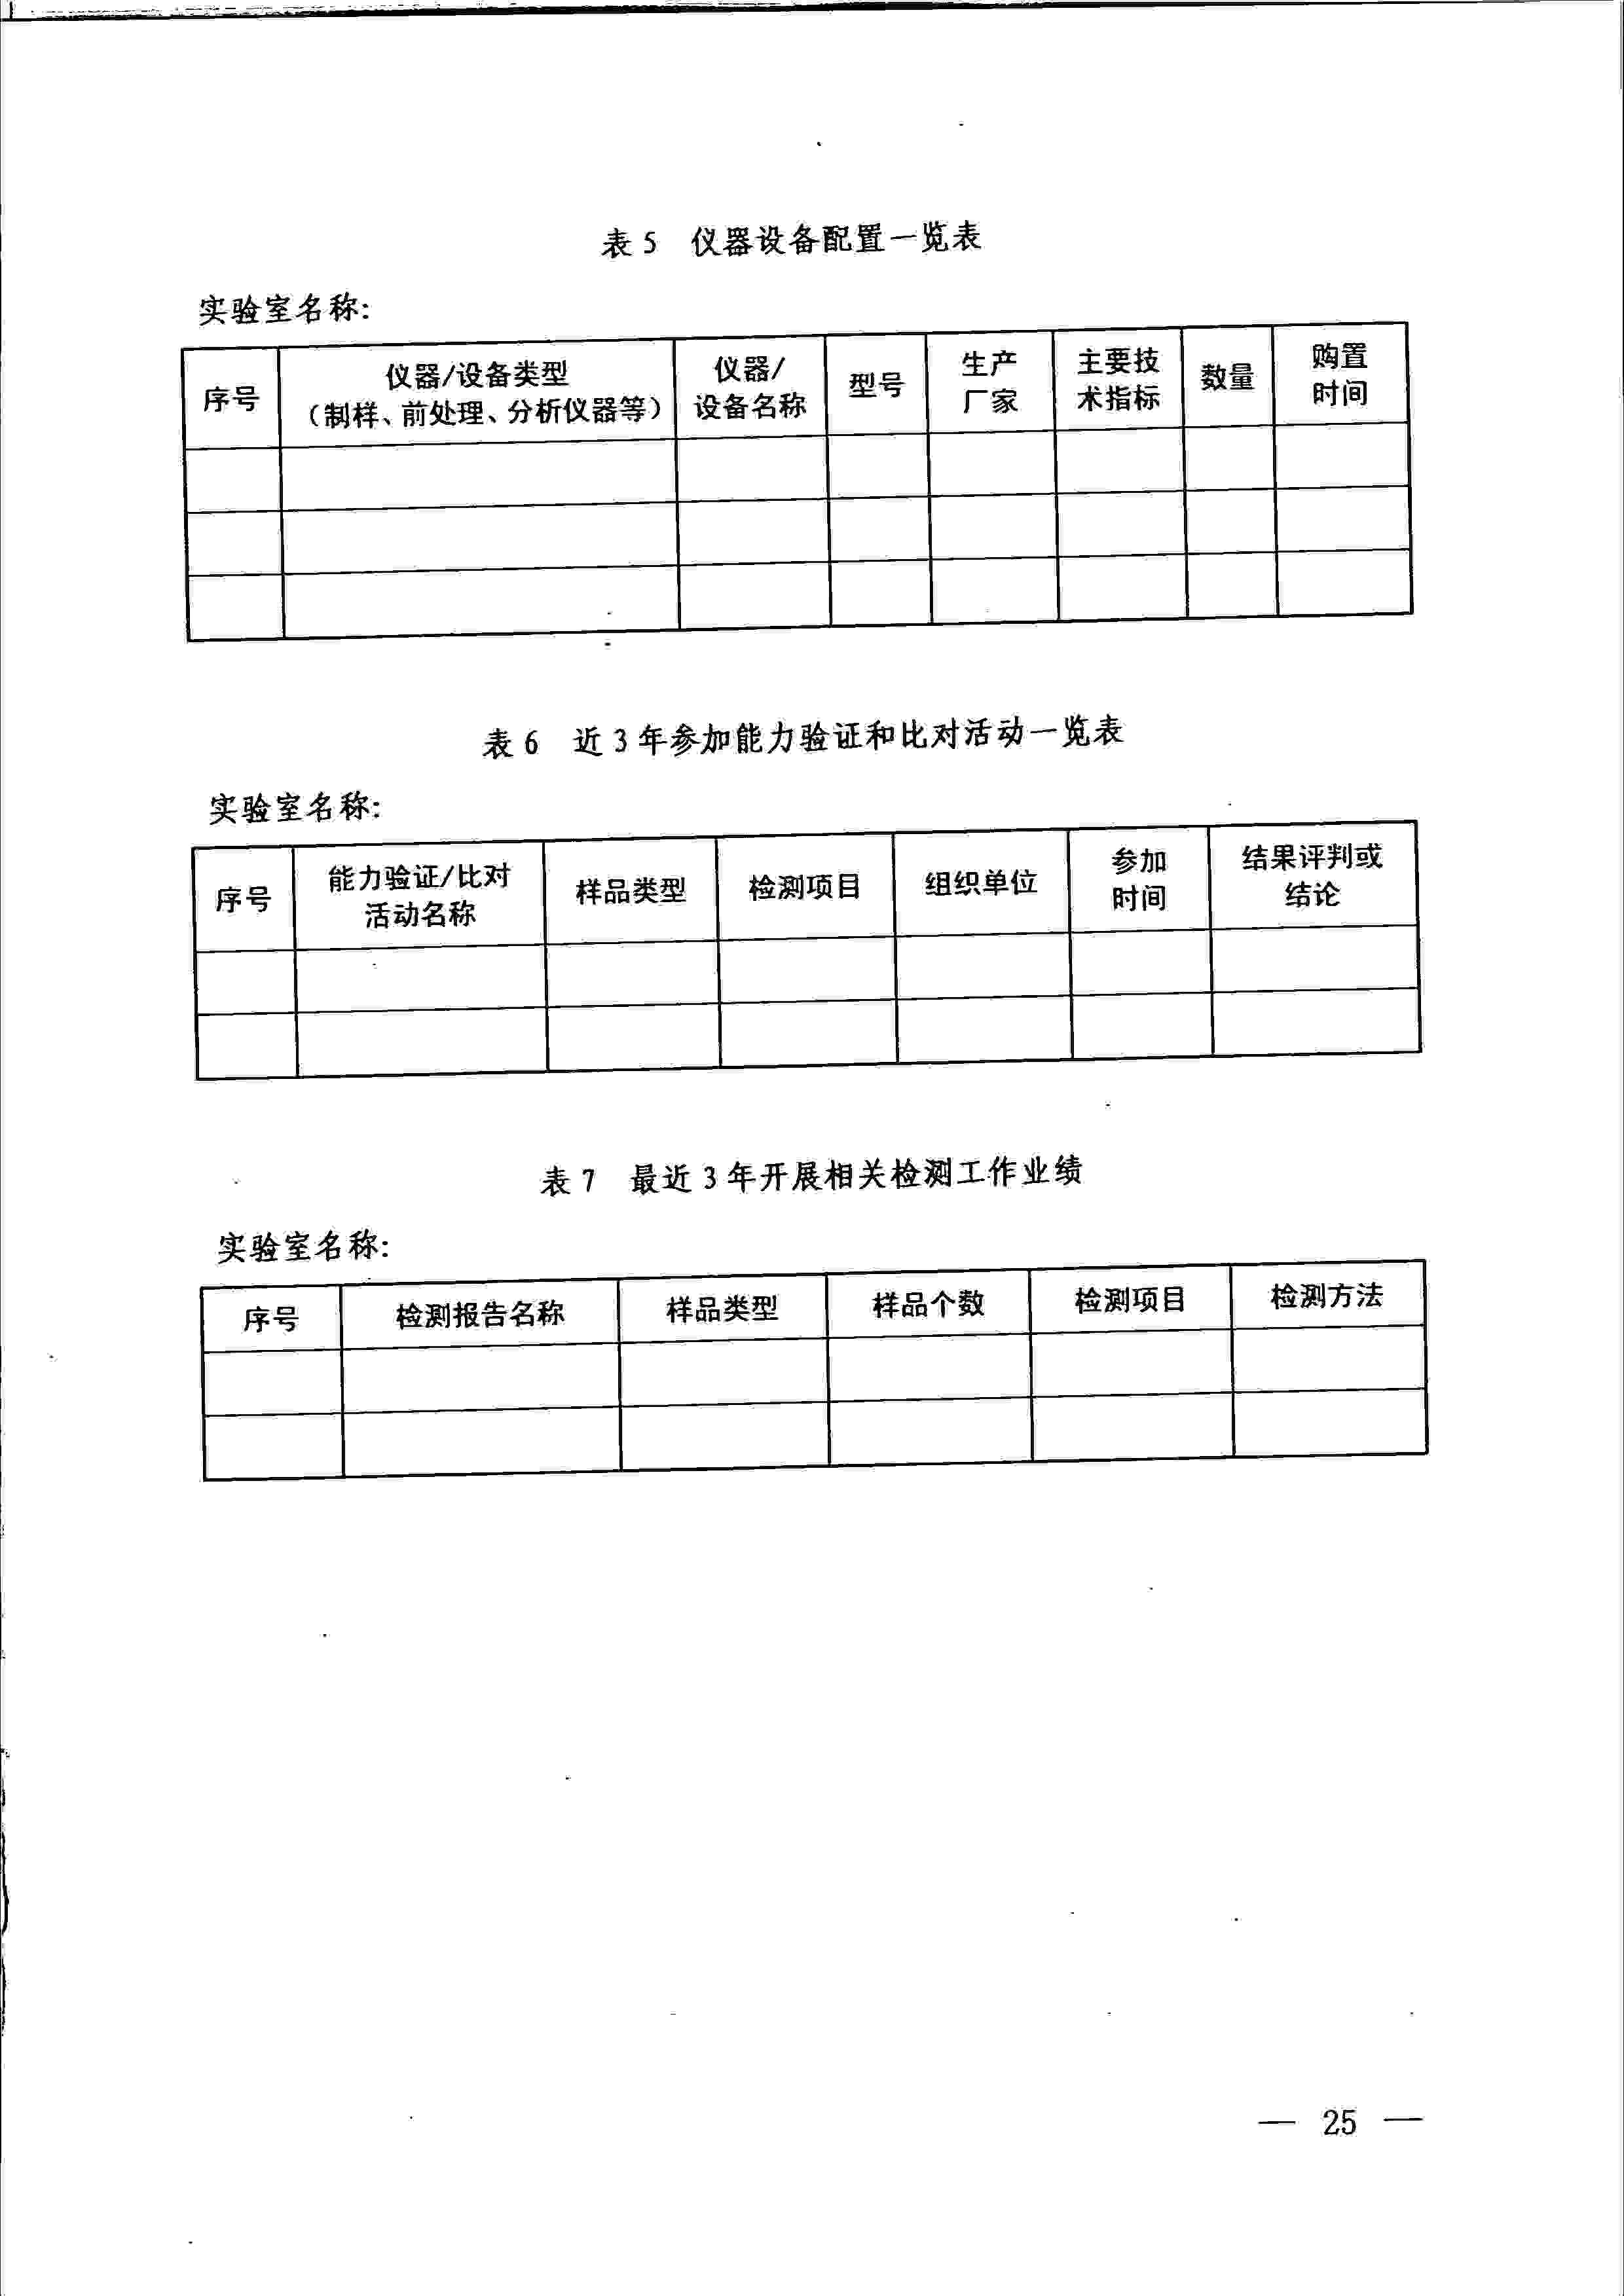 表 5 仪器设备配置一览表
实验室名称:
序号 仪器/设备类型 (制样、前处理、分析仪器等) 仪器/ 设备名称 型号 生产 厂家 主要技 术指标 数量 购置 时间
表 6 近 3 年参加能力验证和比对活动一览表
实验室名称:
序号 能力验证/比对 活动名称 样品类型 检测项目 组织单位 参加 时间 结果评判或 结论
表 7 最近 3 年开展相关检测工作业绩
实验室名称:
序号 检测报告名称 样品类型 样品个数 检测项目 检测方法
— 25 —